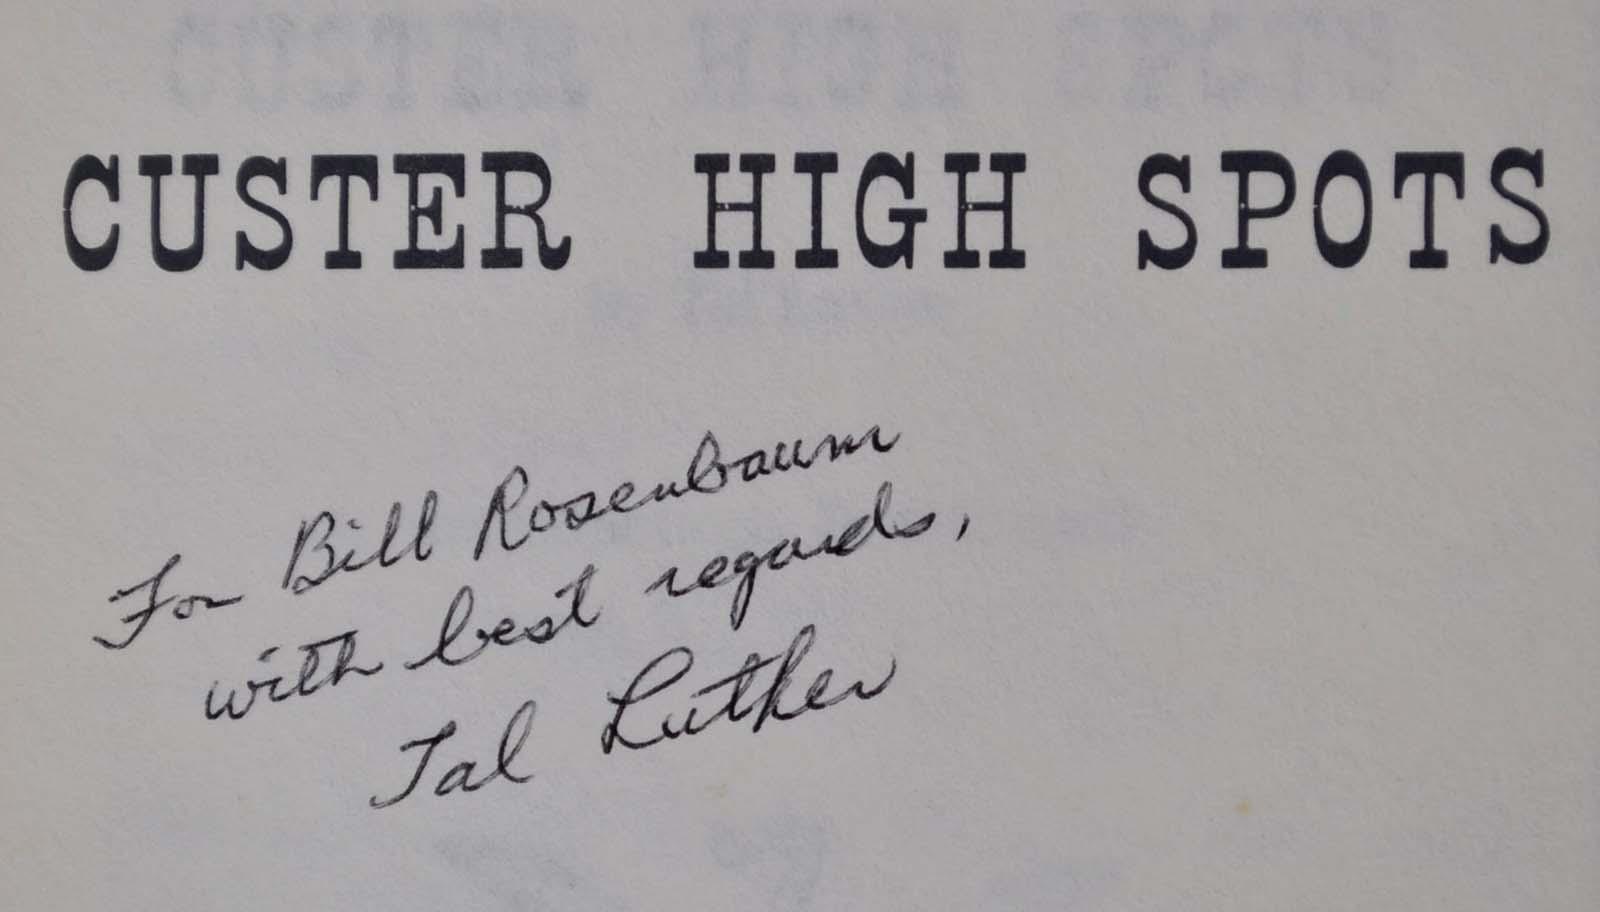 CUSTER HIGH SPOTS
For Bill Rosenbaum
with best regards,
Tal Luther